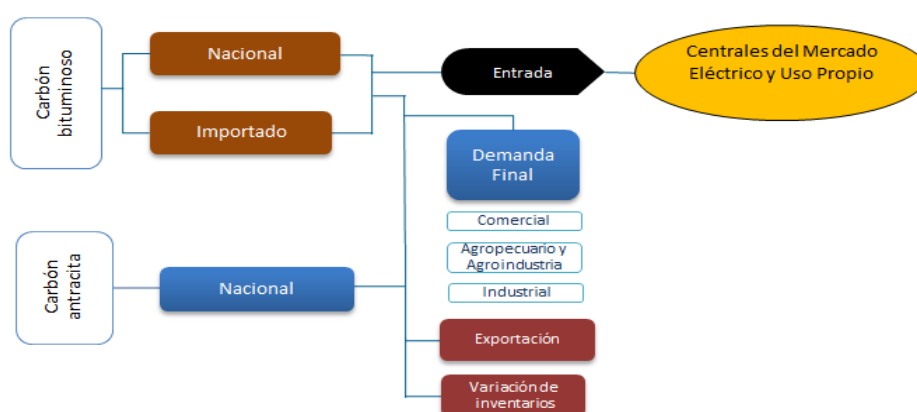 Carbón
bituminoso
Nacional
Importado
Entrada
Centrales del Mercado
Eléctrico y Uso Propio
Demanda
Final
Comercial
Agropecuario y
Agroindustria
Industrial
Carbón
antracita
Nacional
Exportación
Variación de
inventarios